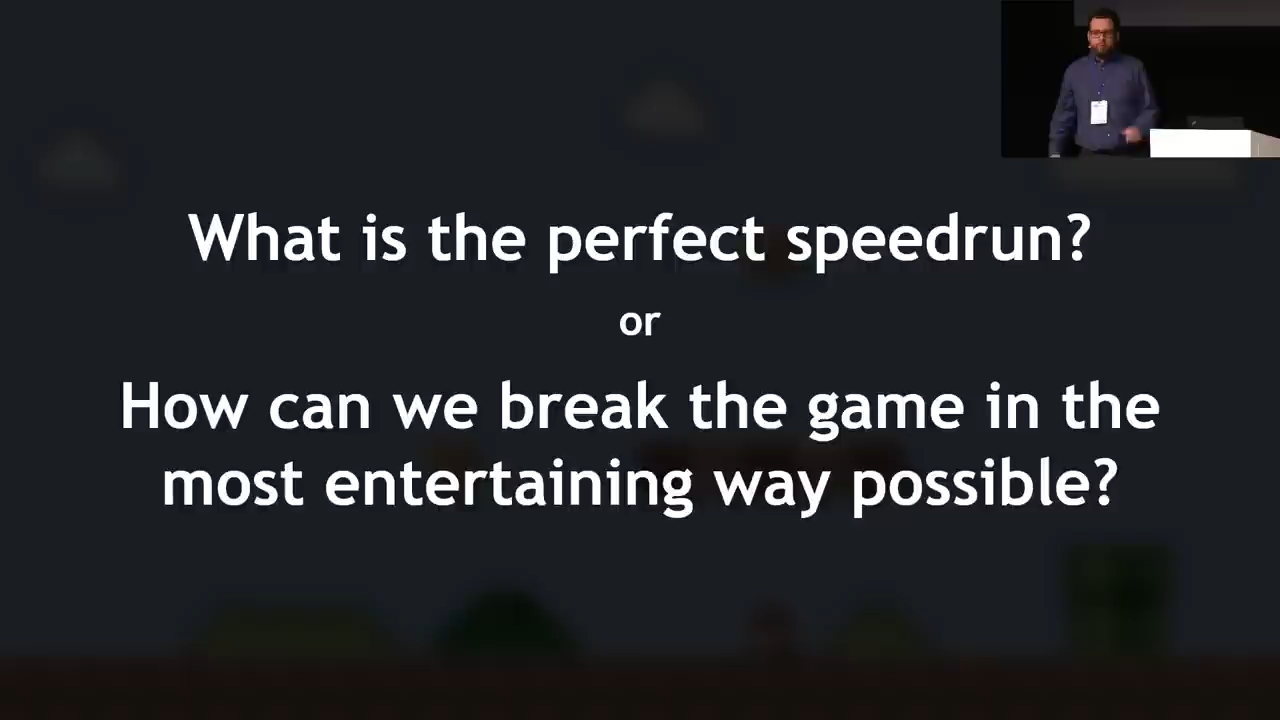 What is the perfect speedrun?
or
How can we break the game in the
most entertaining way possible?